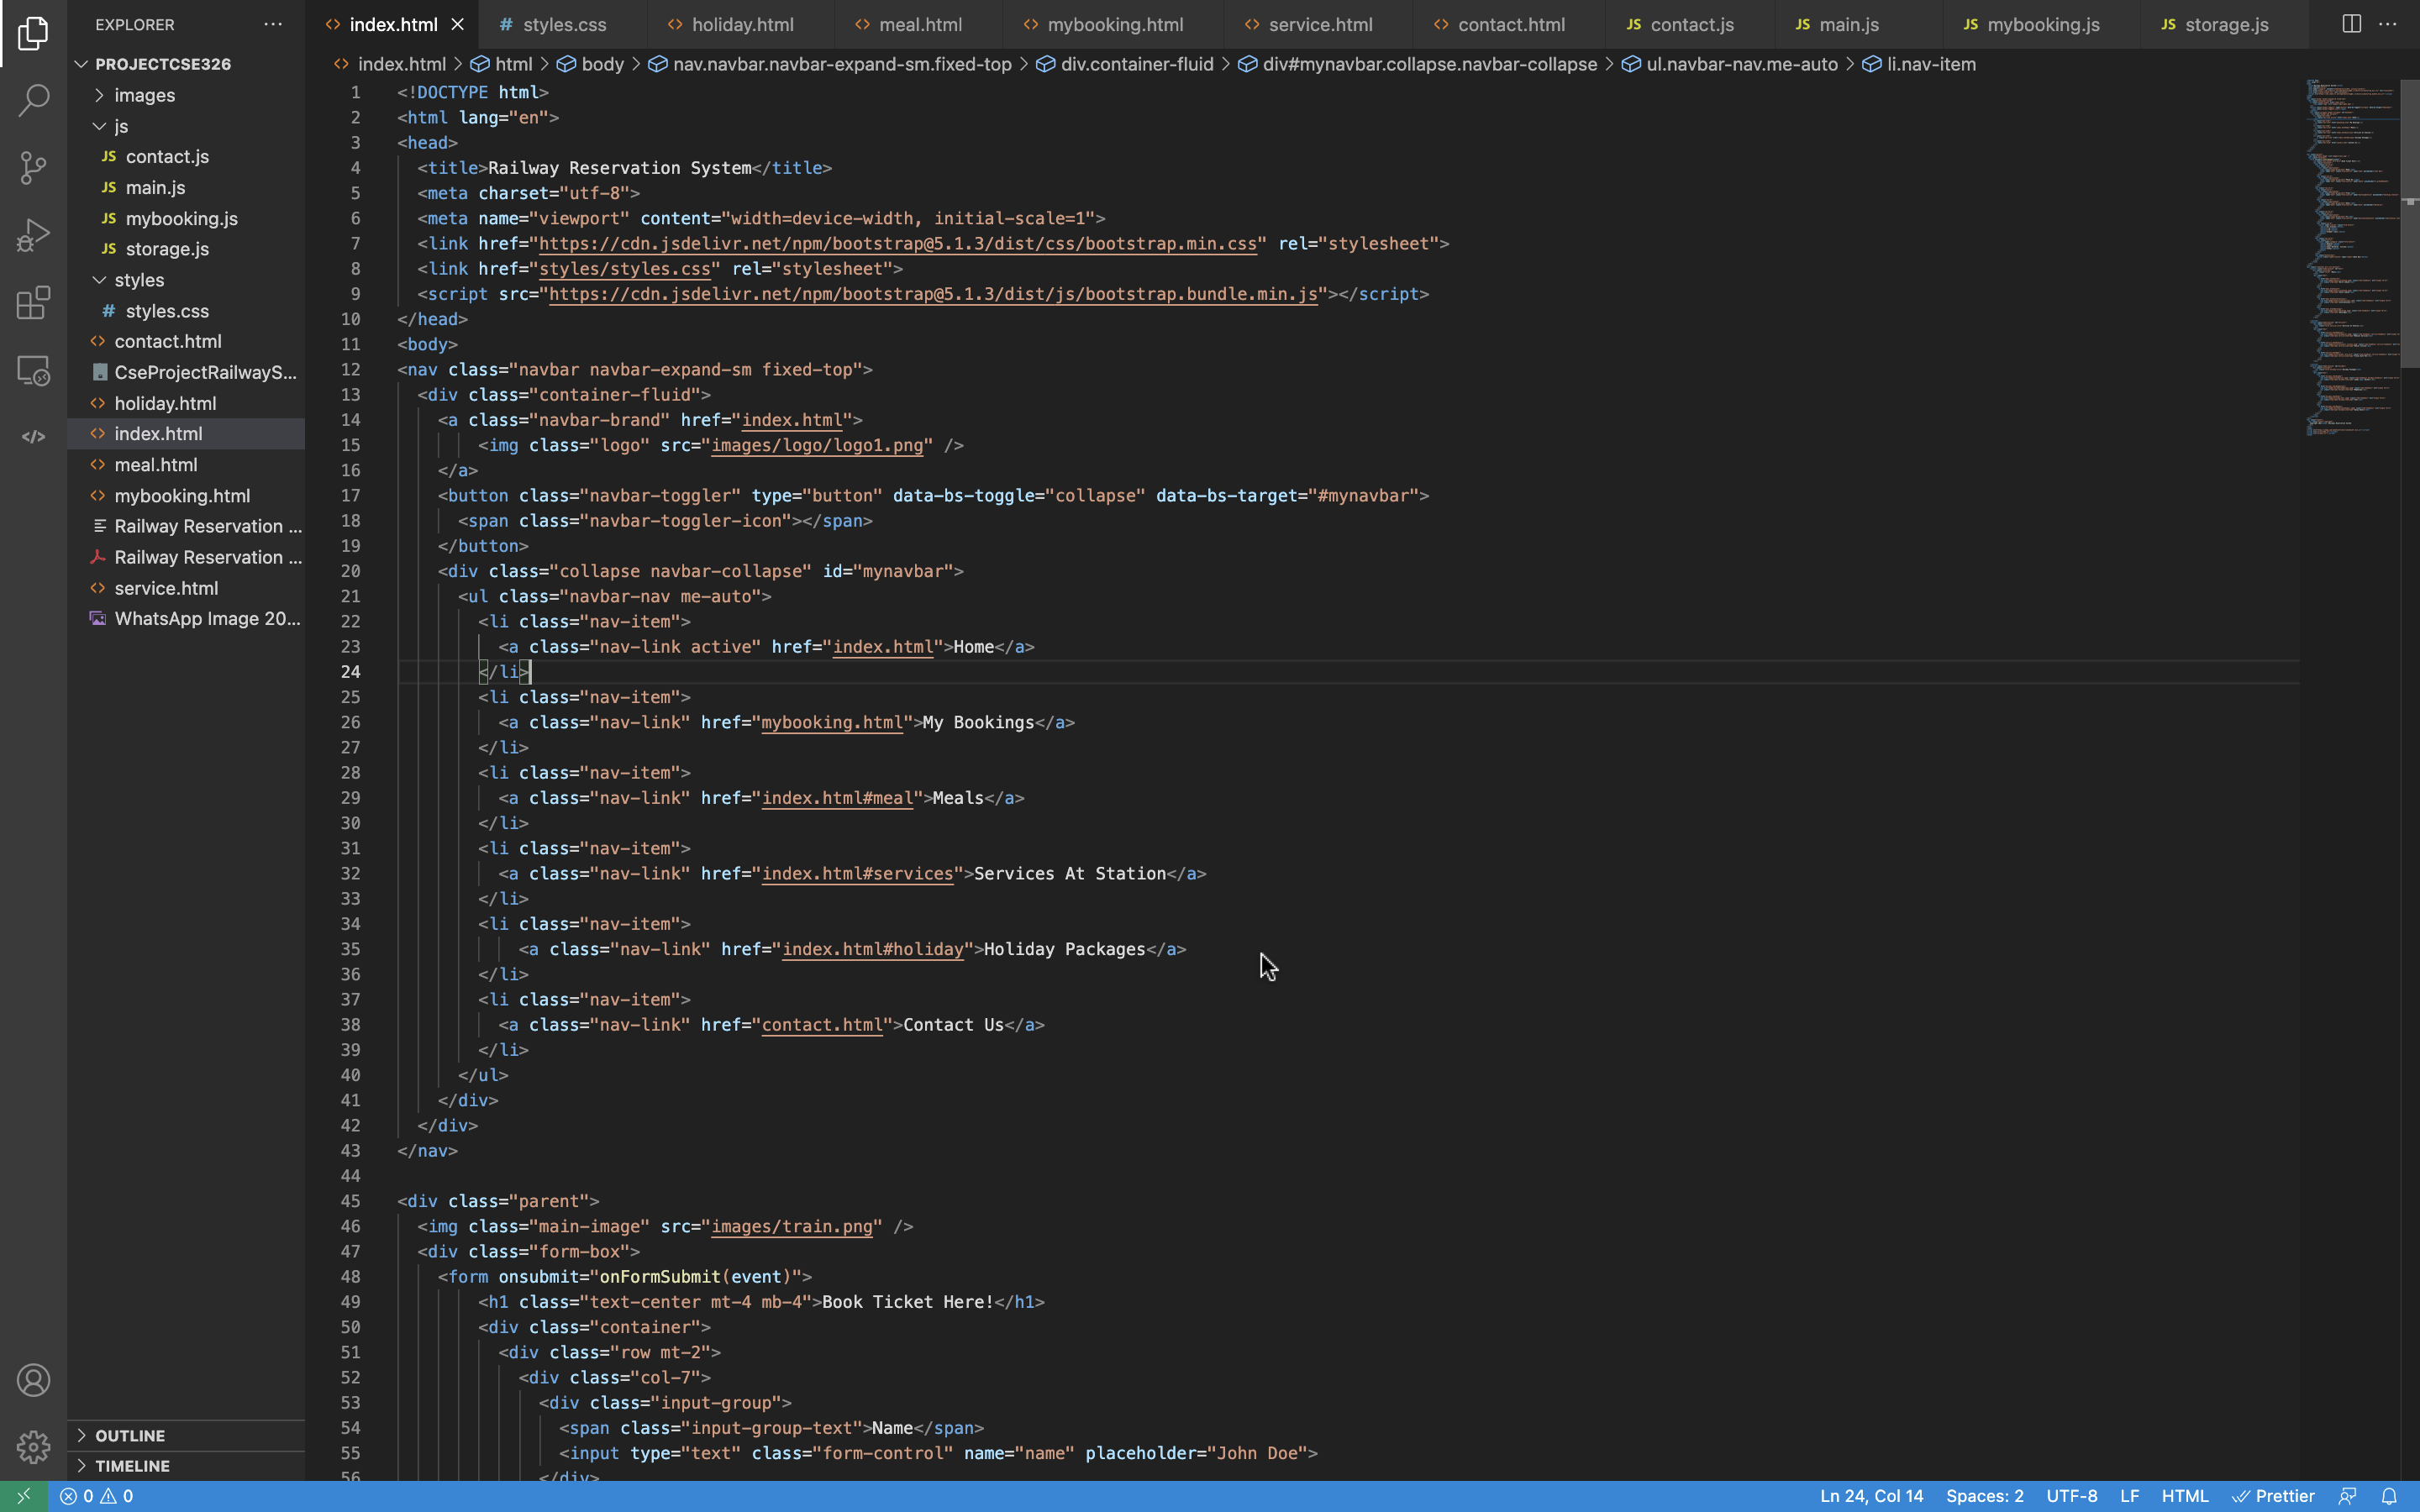 EXPLORER
PROJECTCSE326
images
js
JS contact.js
JS main.js
JS mybooking.js
JS storage.js
styles
# styles.css
<> contact.html
CseProjectRailwayS...
<> holiday.html
<> index.html
<> meal.html
<> mybooking.html
Railway Reservation ...
Railway Reservation ...
<> service.html
WhatsApp Image 20...
OUTLINE
TIMELINE
<> index.html # styles.css <> holiday.html <> meal.html <> mybooking.html <> service.html <> contact.html JS contact.js JS main.js JS mybooking.js JS storage.js
<> index.html > html > body > nav.navbar.navbar-expand-sm.fixed-top > div.container-fluid > div#mynavbar.collapse.navbar-collapse > ul.navbar-nav.me-auto > li.nav-item
1 <!DOCTYPE html>
2 <html lang="en">
3 <head>
4 <title>Railway Reservation System</title>
5 <meta charset="utf-8">
6 <meta name="viewport" content="width=device-width, initial-scale=1">
7 <link href="https://cdn.jsdelivr.net/npm/bootstrap@5.1.3/dist/css/bootstrap.min.css" rel="stylesheet">
8 <link href="styles/styles.css" rel="stylesheet">
9 <script src="https://cdn.jsdelivr.net/npm/bootstrap@5.1.3/dist/js/bootstrap.bundle.min.js"></script>
10 </head>
11 <body>
12 <nav class="navbar navbar-expand-sm fixed-top">
13 <div class="container-fluid">
14 <a class="navbar-brand" href="index.html">
15 <img class="logo" src="images/logo/logo1.png" />
16 </a>
17 <button class="navbar-toggler" type="button" data-bs-toggle="collapse" data-bs-target="#mynavbar">
18 <span class="navbar-toggler-icon"></span>
19 </button>
20 <div class="collapse navbar-collapse" id="mynavbar">
21 <ul class="navbar-nav me-auto">
22 <li class="nav-item">
23 <a class="nav-link active" href="index.html">Home</a>
24 </li>
25 <li class="nav-item">
26 <a class="nav-link" href="mybooking.html">My Bookings</a>
27 </li>
28 <li class="nav-item">
29 <a class="nav-link" href="index.html#meal">Meals</a>
30 </li>
31 <li class="nav-item">
32 <a class="nav-link" href="index.html#services">Services At Station</a>
33 </li>
34 <li class="nav-item">
35 <a class="nav-link" href="index.html#holiday">Holiday Packages</a>
36 </li>
37 <li class="nav-item">
38 <a class="nav-link" href="contact.html">Contact Us</a>
39 </li>
40 </ul>
41 </div>
42 </div>
43 </nav>
44
45 <div class="parent">
46 <img class="main-image" src="images/train.png" />
47 <div class="form-box">
48 <form onsubmit="onFormSubmit(event)">
49 <h1 class="text-center mt-4 mb-4">Book Ticket Here!</h1>
50 <div class="container">
51 <div class="row mt-2">
52 <div class="col-7">
53 <div class="input-group">
54 <span class="input-group-text">Name</span>
55 <input type="text" class="form-control" name="name" placeholder="John Doe">
56 </div>
0 0 Ln 24, Col 14 Spaces: 2 UTF-8 LF HTML Prettier